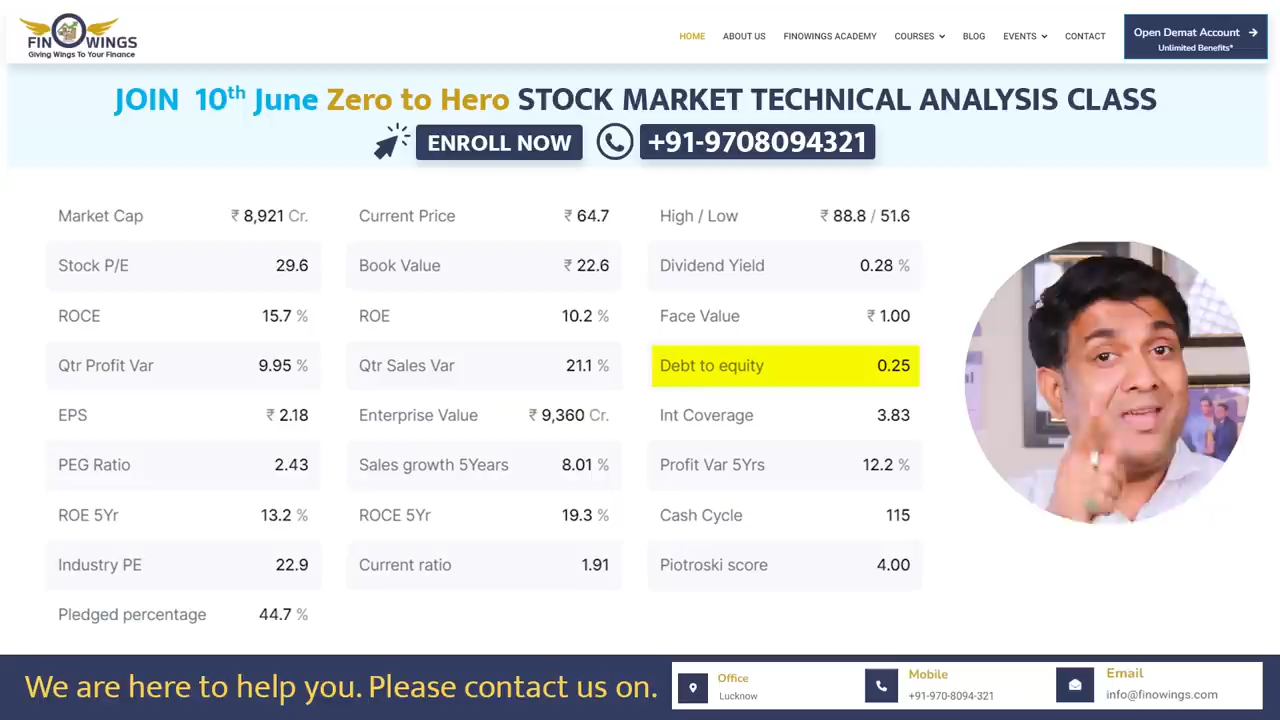 FINOWINGS
Giving Wings To Your Finance
HOME ABOUT US FINOWINGS ACADEMY COURSES BLOG EVENTS CONTACT
Open Demat Account
Unlimited Benefits*
JOIN 10th June Zero to Hero STOCK MARKET TECHNICAL ANALYSIS CLASS
ENROLL NOW +91-9708094321
Market Cap ₹ 8,921 Cr. Current Price ₹ 64.7 High / Low ₹ 88.8 / 51.6
Stock P/E 29.6 Book Value ₹ 22.6 Dividend Yield 0.28 %
ROCE 15.7 % ROE 10.2 % Face Value ₹ 1.00
Qtr Profit Var 9.95 % Qtr Sales Var 21.1 % Debt to equity 0.25
EPS ₹ 2.18 Enterprise Value ₹ 9,360 Cr. Int Coverage 3.83
PEG Ratio 2.43 Sales growth 5Years 8.01 % Profit Var 5Yrs 12.2 %
ROE 5Yr 13.2 % ROCE 5Yr 19.3 % Cash Cycle 115
Industry PE 22.9 Current ratio 1.91 Piotroski score 4.00
Pledged percentage 44.7 %
We are here to help you. Please contact us on.
Office
Lucknow
Mobile
+91-970-8094-321
Email
info@finowings.com